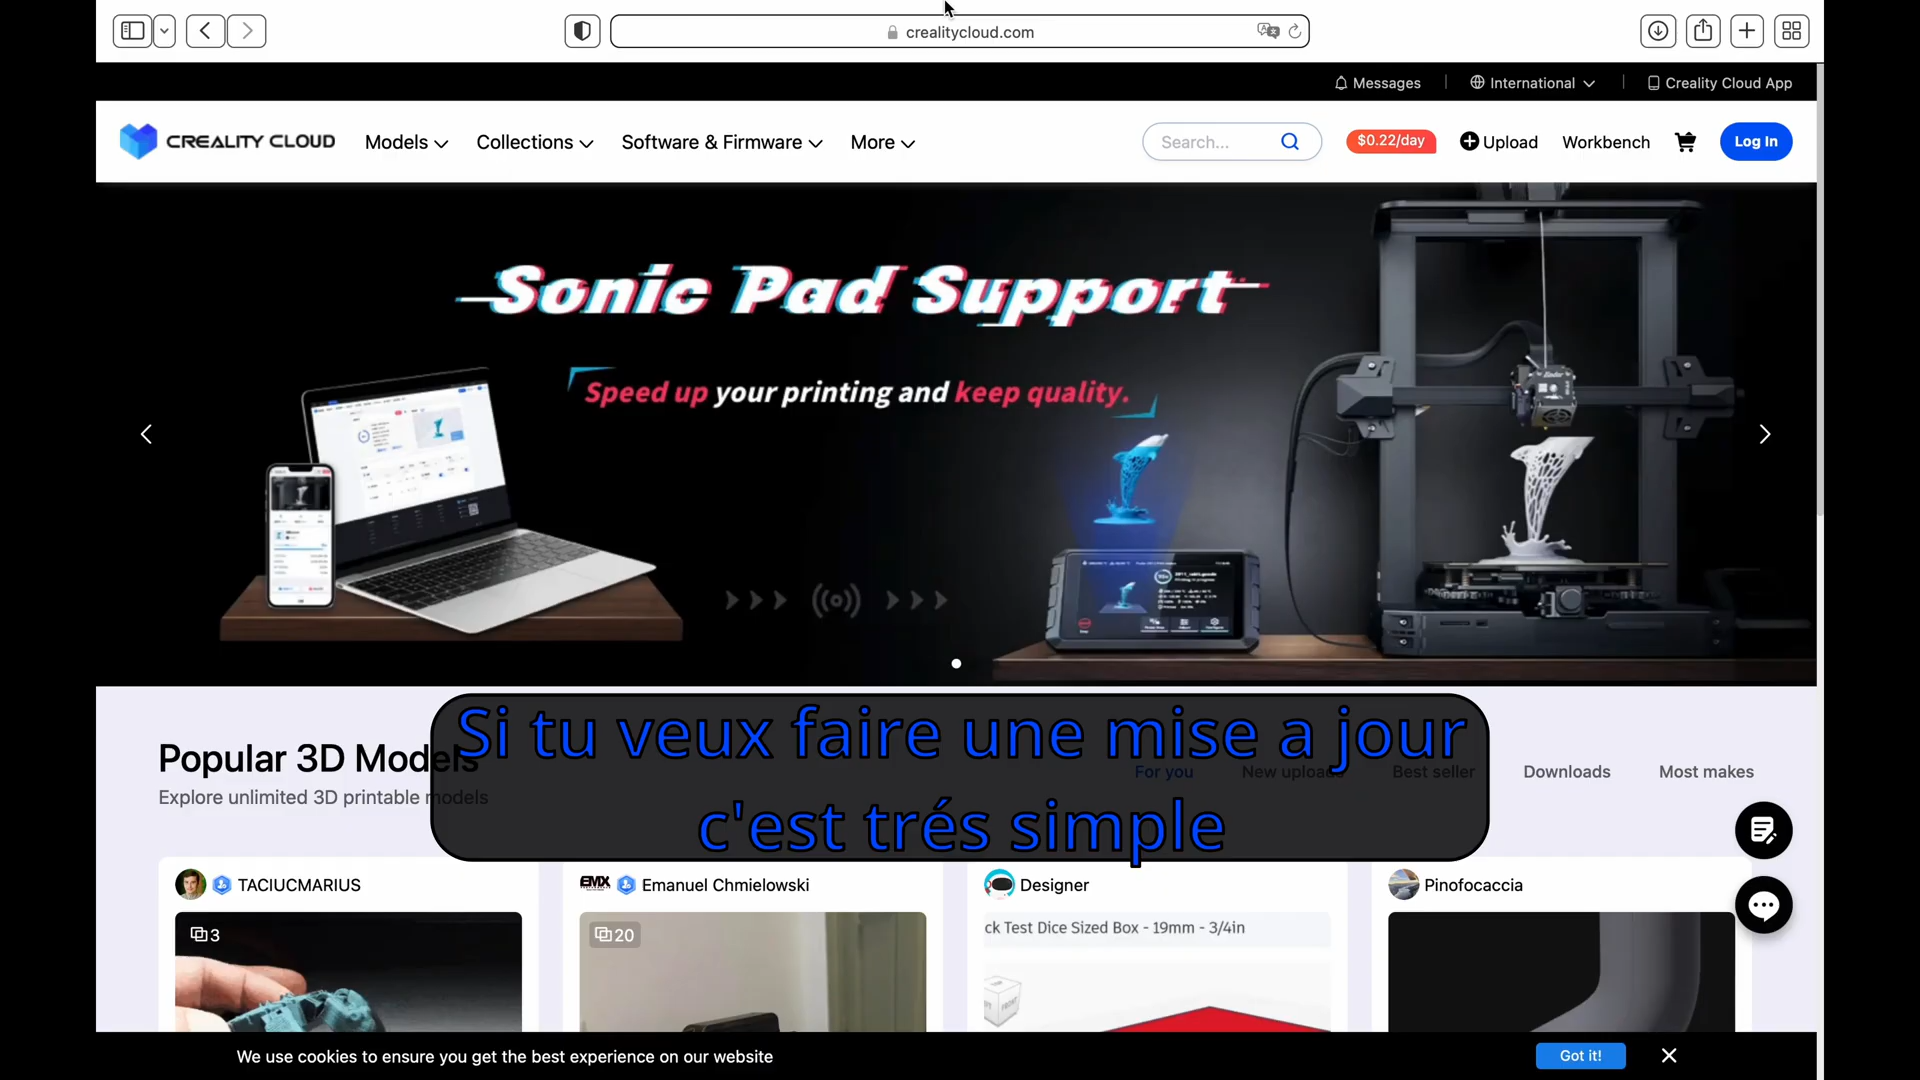 crealitycloud.com
Messages
International
Creality Cloud App
CREALITY CLOUD
Models
Collections
Software & Firmware
More
Search...
$0.22/day
Upload
Workbench
Log In
Sonic Pad Support
Speed up your printing and keep quality.
Si tu veux faire une mise a jour
c'est trés simple
Popular 3D Models
Explore unlimited 3D printable models
For you
New uploads
Best seller
Downloads
Most makes
TACIUCMARIUS
Emanuel Chmielowski
Designer
Pinofocaccia
3
20
ck Test Dice Sized Box - 19mm - 3/4in
FRONT
We use cookies to ensure you get the best experience on our website
Got it!